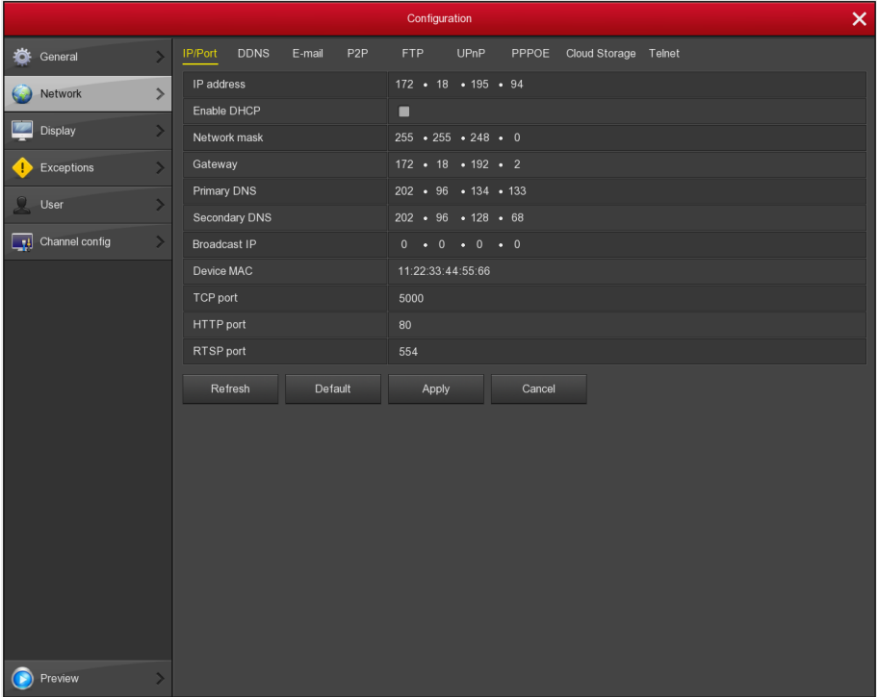 Configuration
General
Network
Display
Exceptions
User
Channel config
Preview
IP/Port DDNS E-mail P2P FTP UPnP PPPOE Cloud Storage Telnet
IP address 172 • 18 • 195 • 94
Enable DHCP
Network mask 255 • 255 • 248 • 0
Gateway 172 • 18 • 192 • 2
Primary DNS 202 • 96 • 134 • 133
Secondary DNS 202 • 96 • 128 • 68
Broadcast IP 0 • 0 • 0 • 0
Device MAC 11:22:33:44:55:66
TCP port 5000
HTTP port 80
RTSP port 554
Refresh Default Apply Cancel